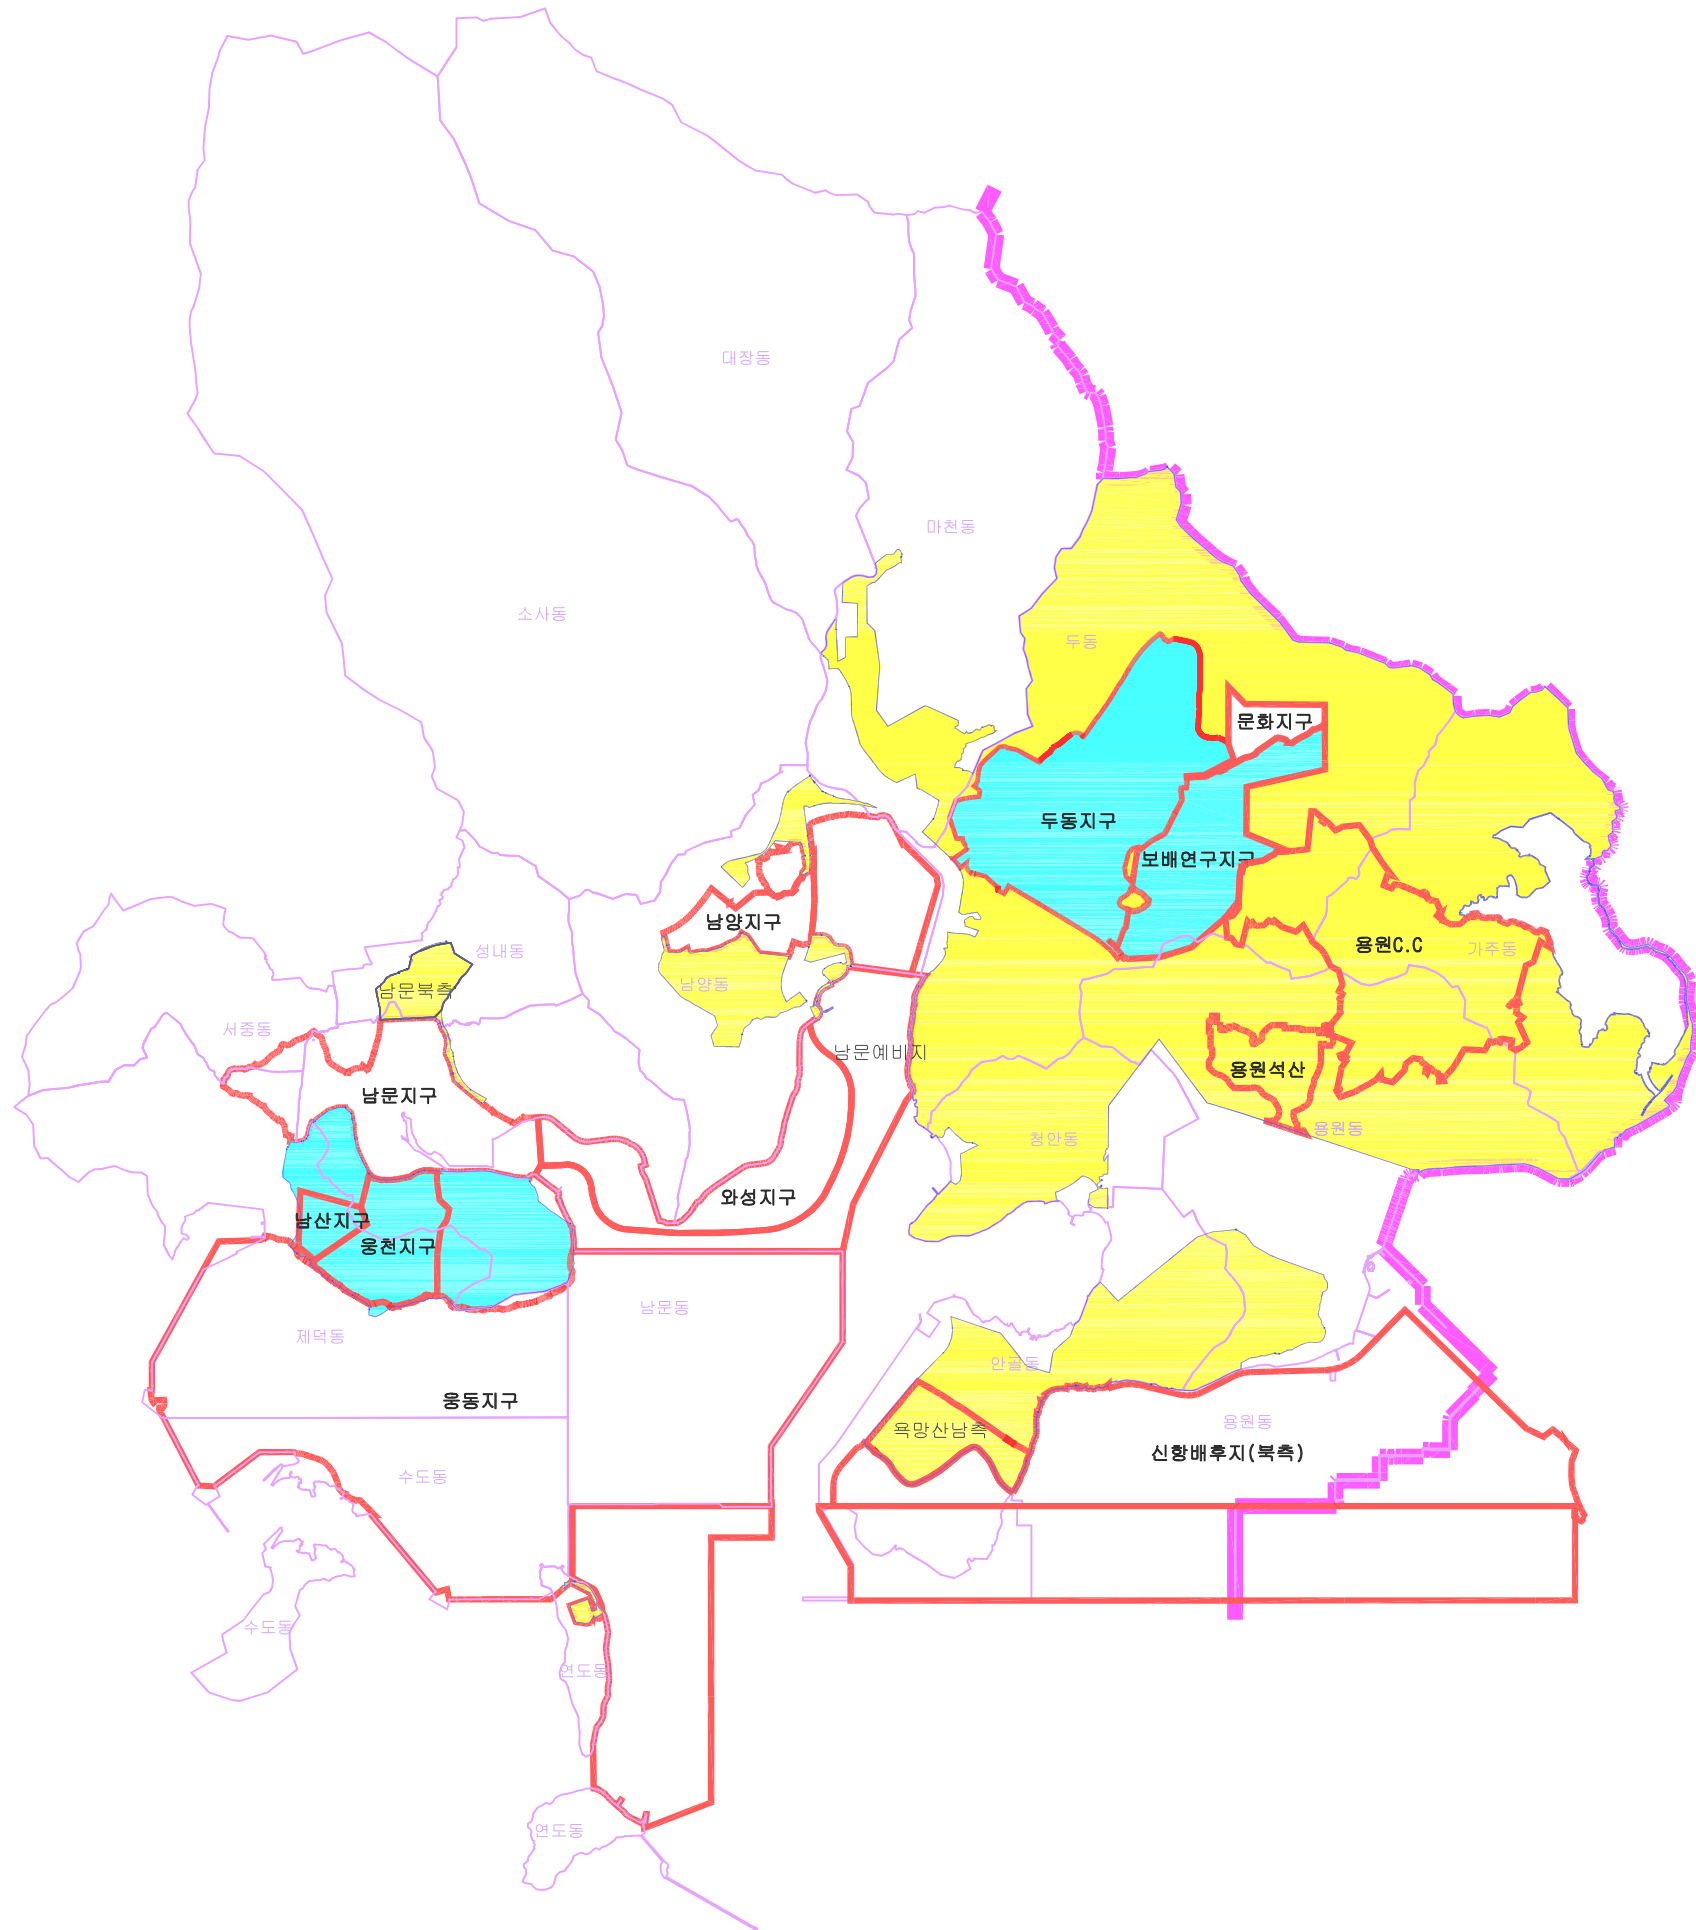 대장동
마천동
소사동
두동
문화지구
두동지구
보배연구지구
남양지구
용원C.C
가주동
성내동
남양동
남문북측
서중동
남문예비지
용원석산
남문지구
용원동
청안동
와성지구
남산지구
웅천지구
남문동
제덕동
안골동
웅동지구
용원동
욕망산남측
신항배후지(북측)
수도동
수도동
연도동
연도동